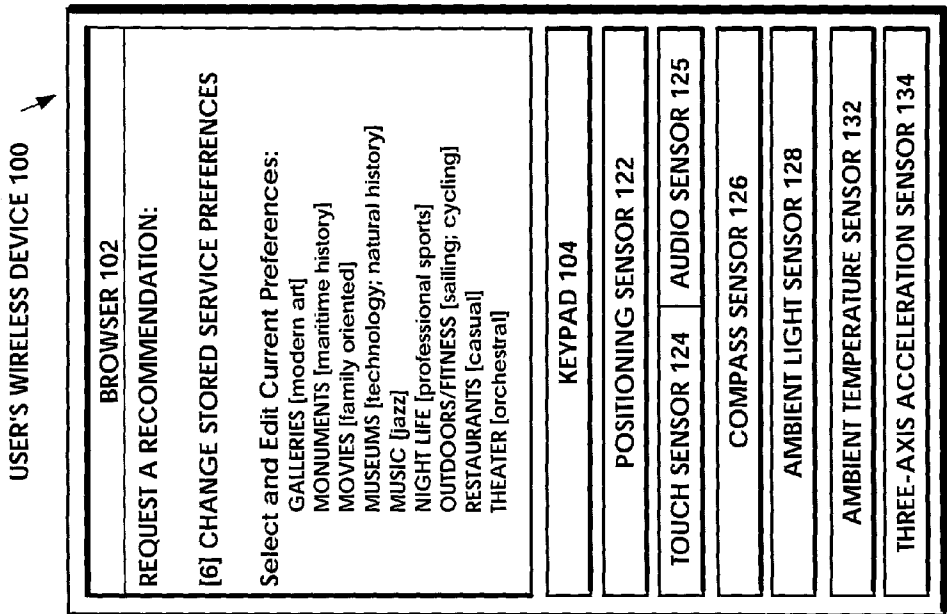 USER'S WIRELESS DEVICE 100
BROWSER 102
REQUEST A RECOMMENDATION:
[6] CHANGE STORED SERVICE PREFERENCES
Select and Edit Current Preferences:
GALLERIES [modern art]
MONUMENTS [maritime history]
MOVIES [family oriented]
MUSEUMS [technology; natural history]
MUSIC [jazz]
NIGHT LIFE [professional sports]
OUTDOORS/FITNESS [sailing; cycling]
RESTAURANTS [casual]
THEATER [orchestral]
KEYPAD 104
POSITIONING SENSOR 122
TOUCH SENSOR 124 AUDIO SENSOR 125
COMPASS SENSOR 126
AMBIENT LIGHT SENSOR 128
AMBIENT TEMPERATURE SENSOR 132
THREE-AXIS ACCELERATION SENSOR 134